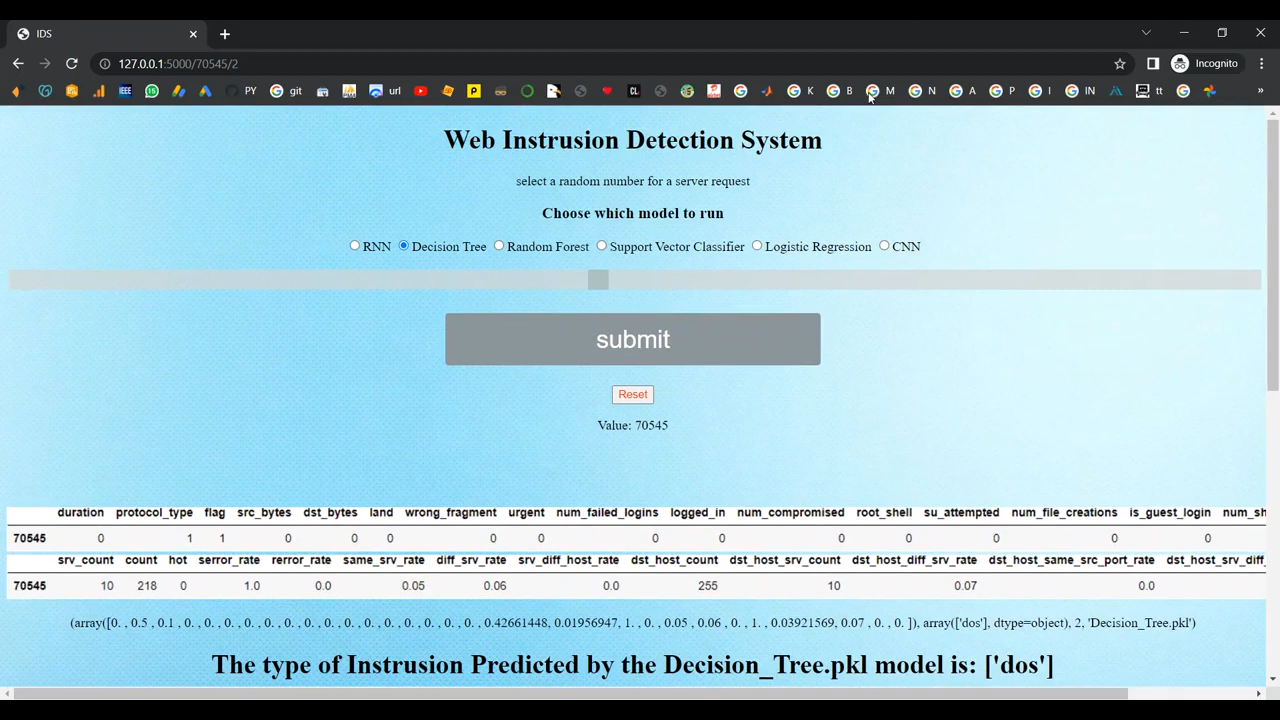 IDS
127.0.0.1:5000/70545/2
Incognito
PY git url K B M N A P I IN tt
Web Instrusion Detection System
select a random number for a server request
Choose which model to run
RNN Decision Tree Random Forest Support Vector Classifier Logistic Regression CNN
submit
Reset
Value: 70545
duration protocol_type flag src_bytes dst_bytes land wrong_fragment urgent num_failed_logins logged_in num_compromised root_shell su_attempted num_file_creations is_guest_login num_sh
70545 0 1 1 0 0 0 0 0 0 0 0 0 0 0 0
srv_count count hot serror_rate rerror_rate same_srv_rate diff_srv_rate srv_diff_host_rate dst_host_count dst_host_srv_count dst_host_diff_srv_rate dst_host_same_src_port_rate dst_host_srv_diff_
70545 10 218 0 1.0 0.0 0.05 0.06 0.0 255 10 0.07 0.0
(array([0. , 0.5 , 0.1 , 0. , 0. , 0. , 0. , 0. , 0. , 0. , 0. , 0. , 0. , 0. , 0. , 0. , 0. , 0.42661448, 0.01956947, 1. , 0. , 0.05 , 0.06 , 0. , 1. , 0.03921569, 0.07 , 0. , 0. ]), array(['dos'], dtype=object), 2, 'Decision_Tree.pkl')
The type of Instrusion Predicted by the Decision_Tree.pkl model is: ['dos']